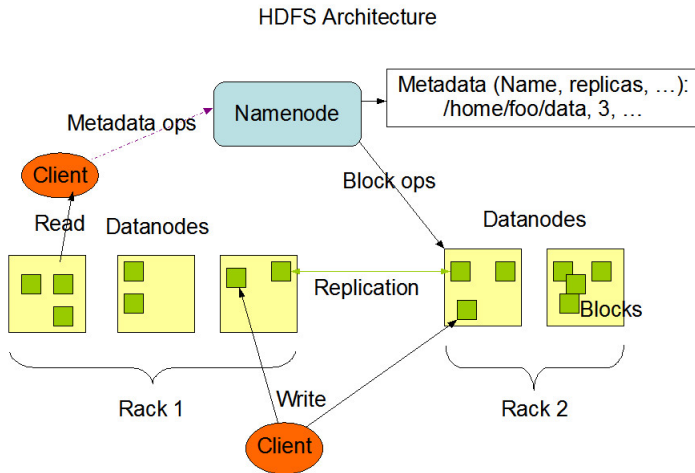 HDFS Architecture
Metadata (Name, replicas, …):
/home/foo/data, 3, …
Namenode
Metadata ops
Client
Block ops
Read
Datanodes
Datanodes
Replication
Blocks
Rack 1
Write
Rack 2
Client